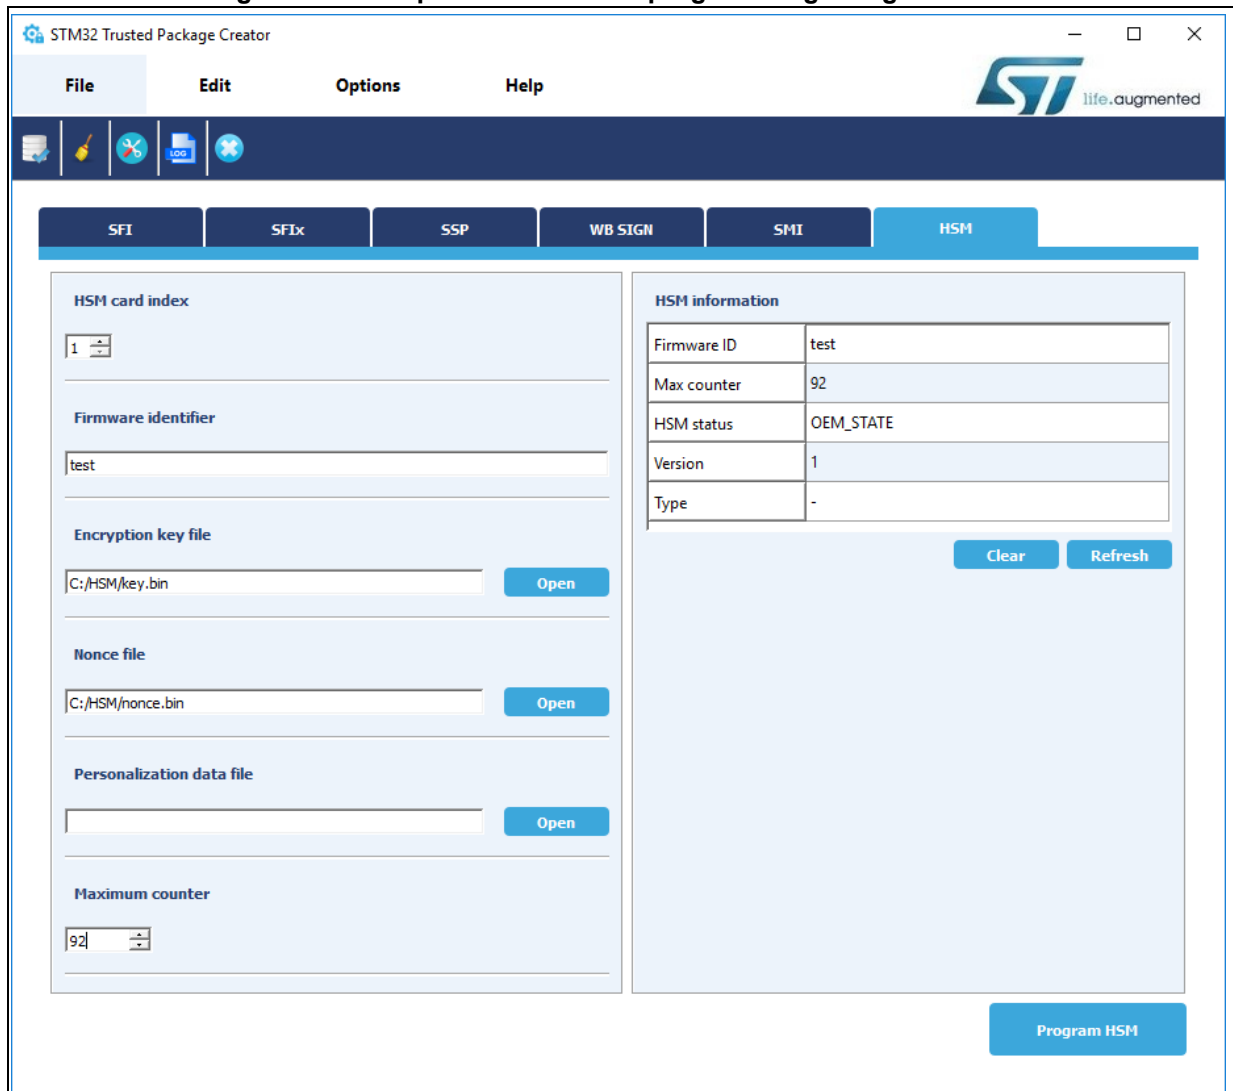 STM32 Trusted Package Creator
File Edit Options Help
life.augmented
LOG
SFI SFIx SSP WB SIGN SMI HSM
HSM card index
1
Firmware identifier
test
Encryption key file
C:/HSM/key.bin Open
Nonce file
C:/HSM/nonce.bin Open
Personalization data file
Open
Maximum counter
92
HSM information
Firmware ID test
Max counter 92
HSM status OEM_STATE
Version 1
Type -
Clear Refresh
Program HSM